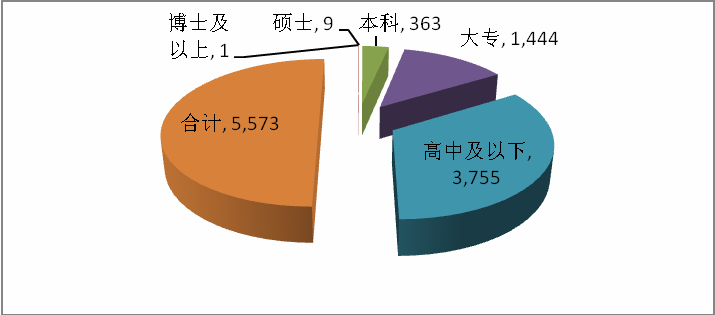 博士及
以上, 1
硕士, 9
本科, 363
大专, 1,444
高中及以下,
3,755
合计, 5,573